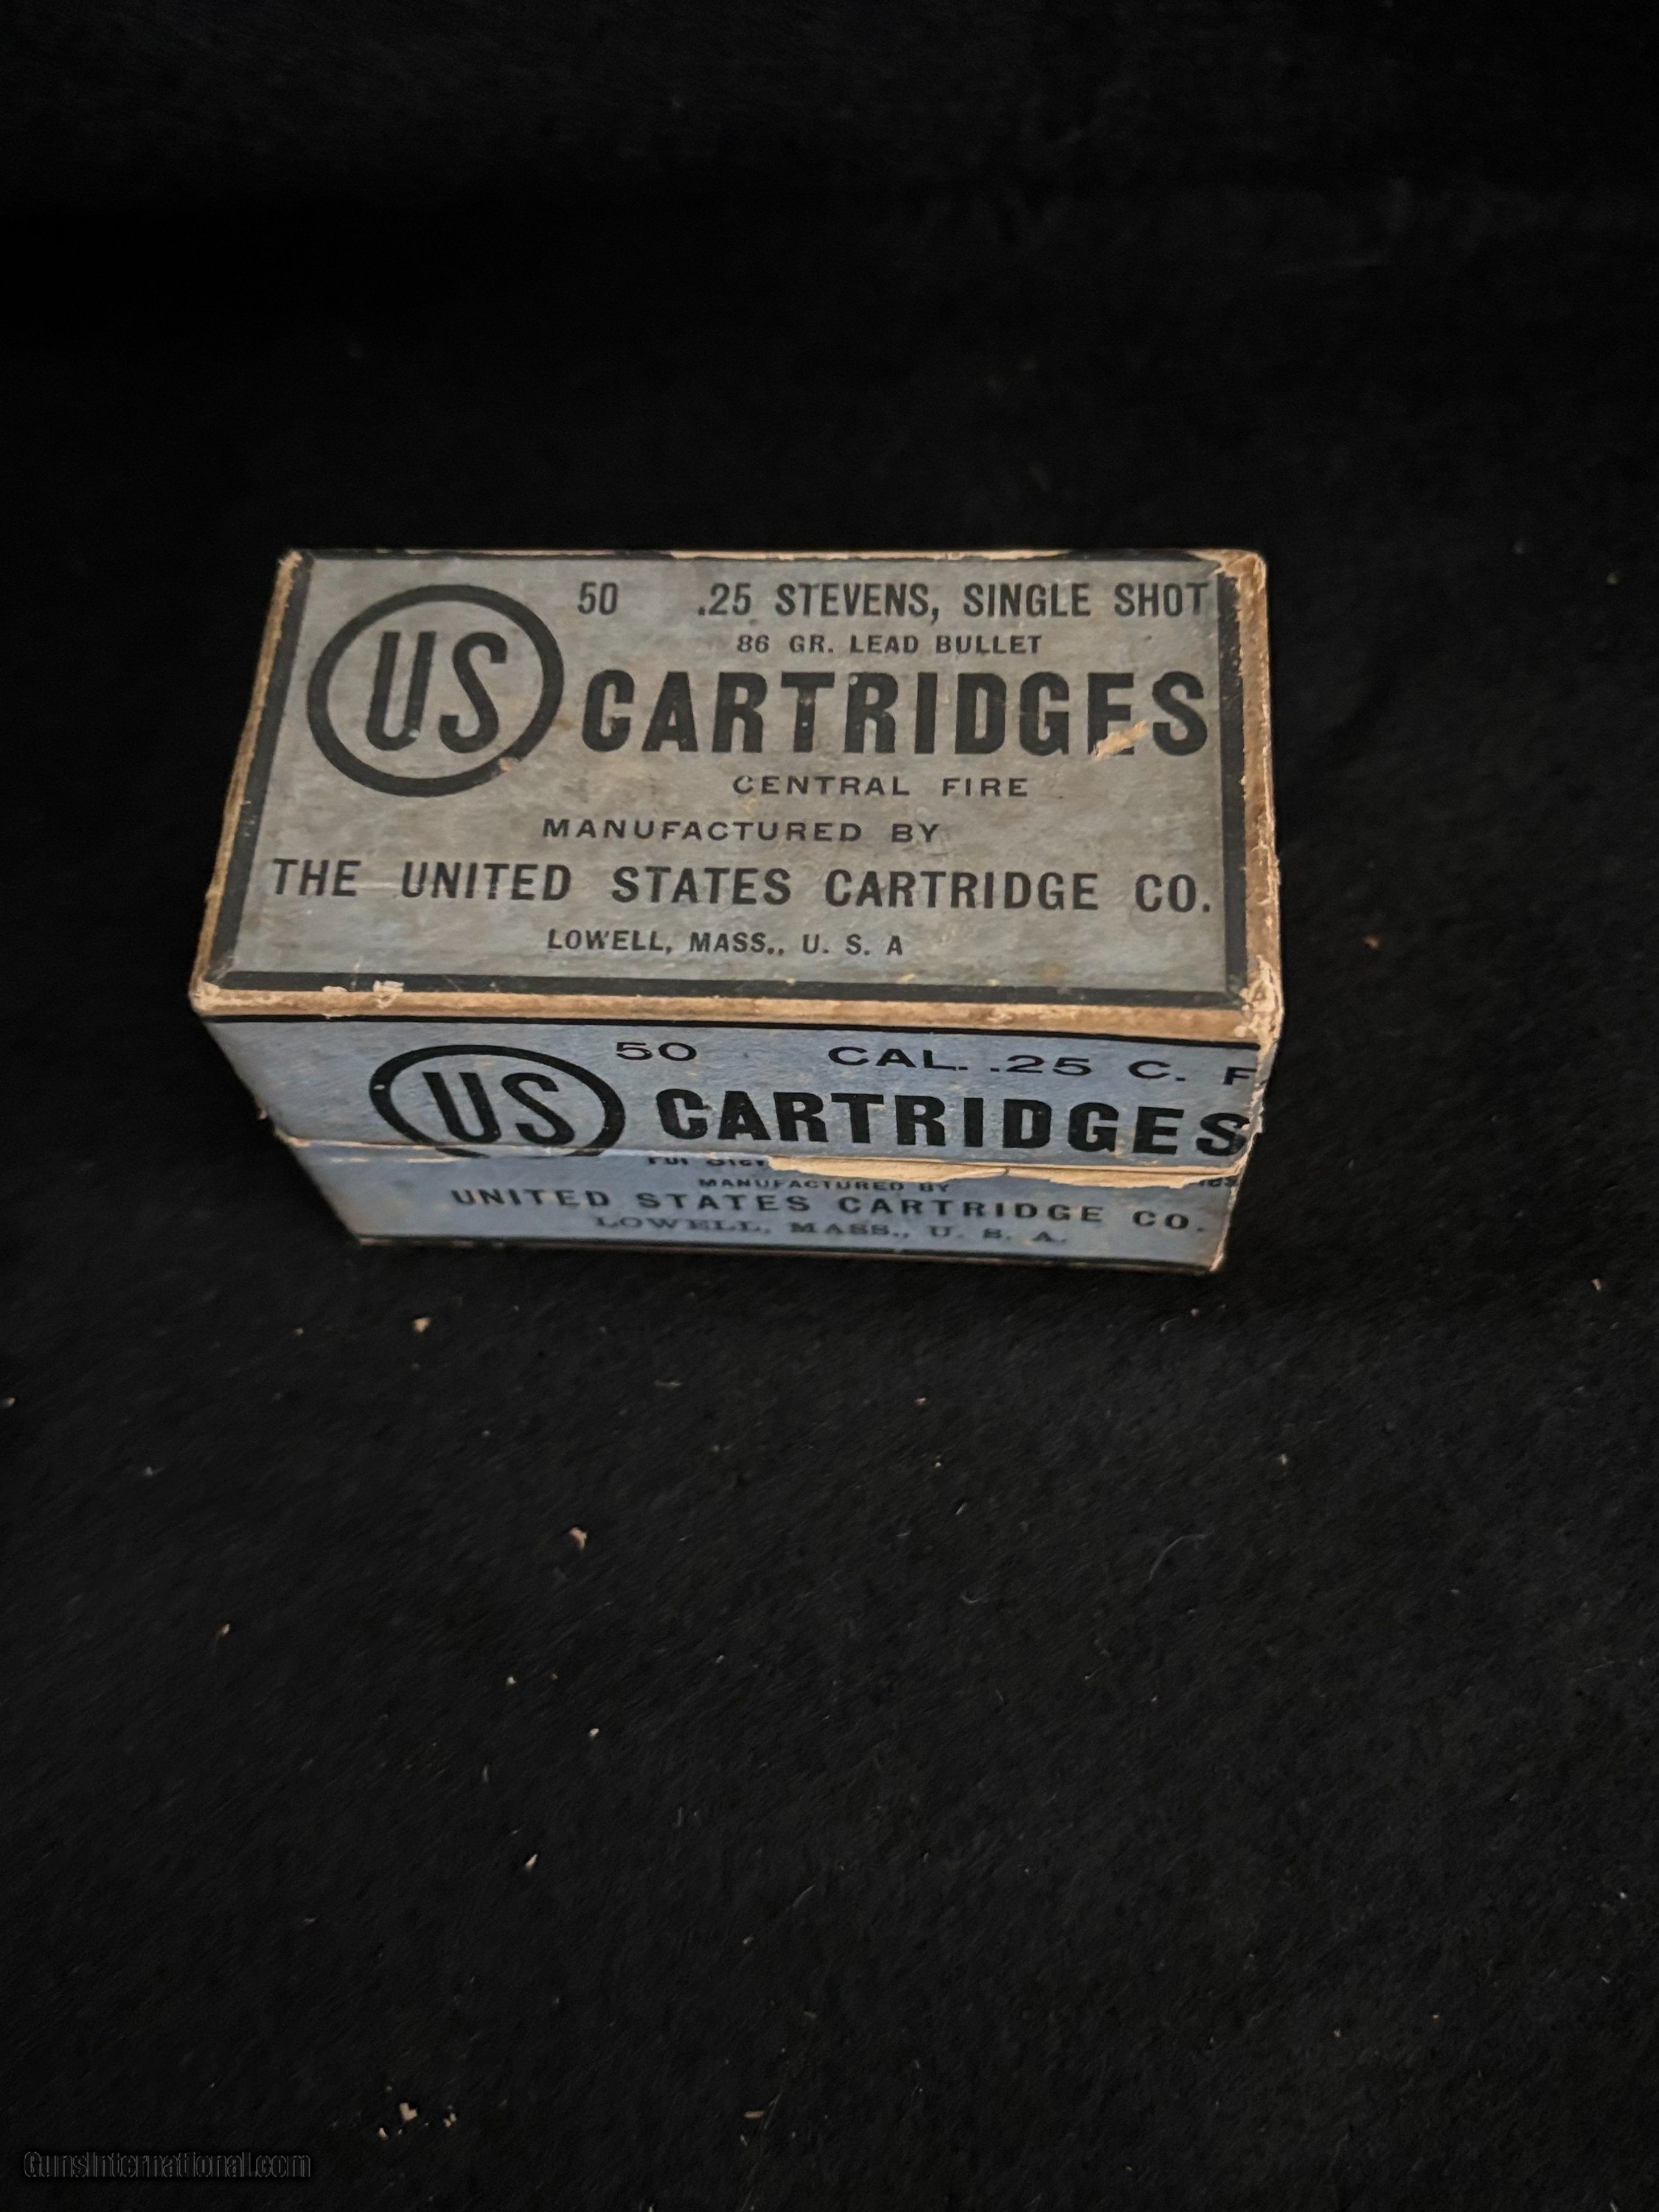 50 .25 STEVENS, SINGLE SHOT
86 GR. LEAD BULLET
US CARTRIDGES
CENTRAL FIRE
MANUFACTURED BY
THE UNITED STATES CARTRIDGE CO.
LOWELL, MASS., U. S. A
50 CAL. .25 C. F
US CARTRIDGES
MANUFACTURED BY
UNITED STATES CARTRIDGE CO.
LOWELL, MASS., U. S. A.
GunsInternational.com